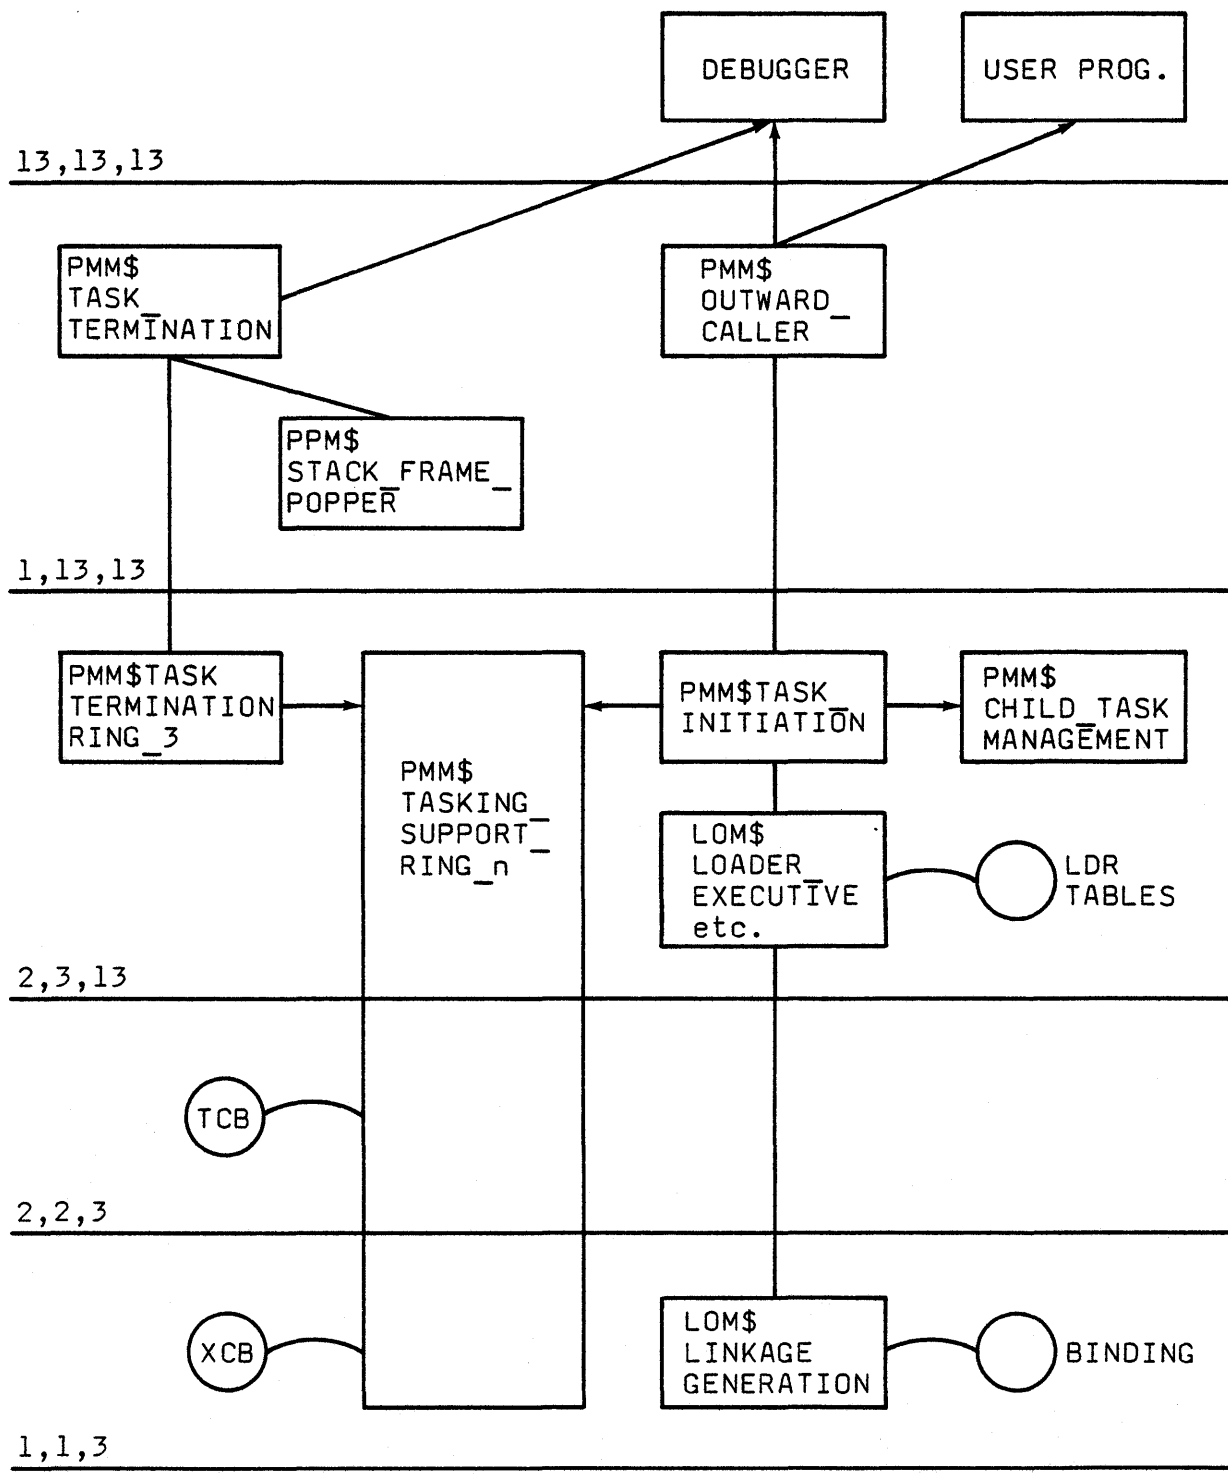 DEBUGGER
USER PROG.
13,13,13
PMM$
TASK_
TERMINATION
PMM$
OUTWARD_
CALLER
PPM$
STACK_FRAME_
POPPER
1,13,13
PMM$TASK
TERMINATION
RING_3
PMM$
TASKING_
SUPPORT_
RING_n
PMM$TASK_
INITIATION
PMM$
CHILD_TASK
MANAGEMENT
LOM$
LOADER_
EXECUTIVE
etc.
LDR
TABLES
2,3,13
TCB
2,2,3
XCB
LOM$
LINKAGE
GENERATION
BINDING
1,1,3